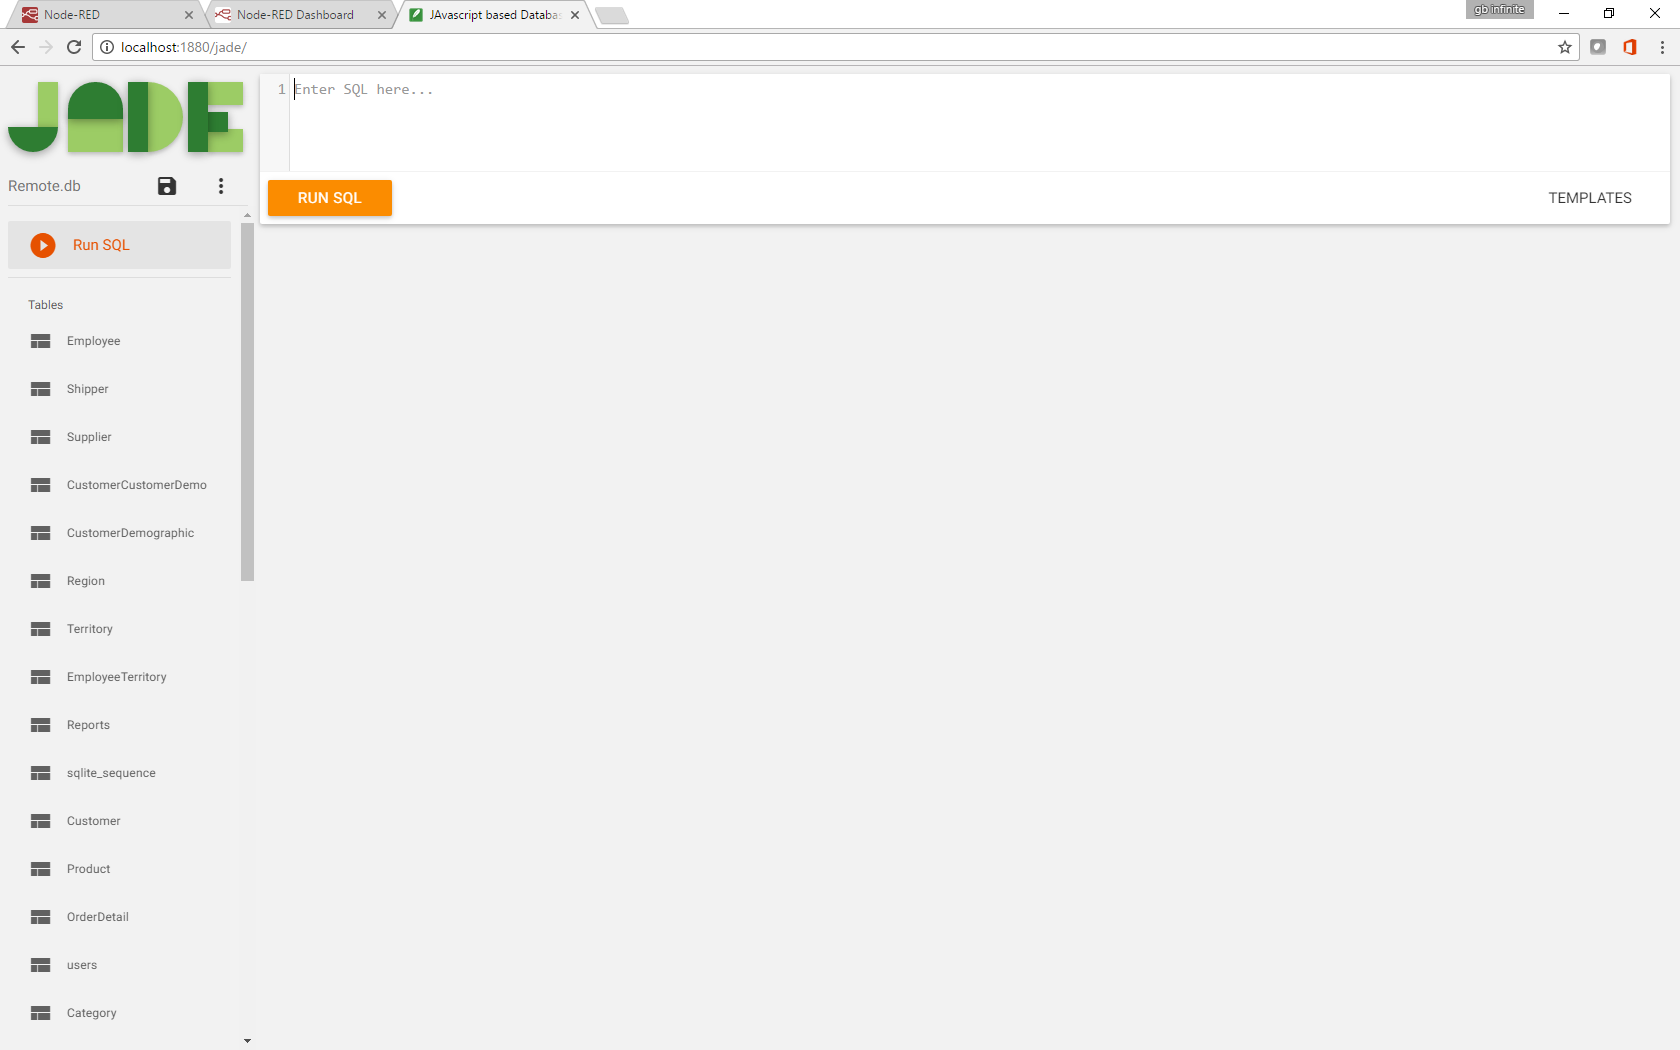 Node-RED
Node-RED Dashboard
JAvascript based Databas
gb infinite
localhost:1880/jade/
JADE
Remote.db
Run SQL
Tables
Employee
Shipper
Supplier
CustomerCustomerDemo
CustomerDemographic
Region
Territory
EmployeeTerritory
Reports
sqlite_sequence
Customer
Product
OrderDetail
users
Category
1 Enter SQL here...
RUN SQL
TEMPLATES